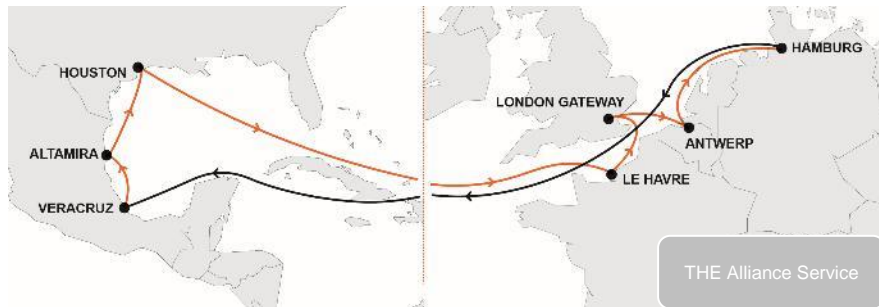 HOUSTON
ALTAMIRA
VERACRUZ
HAMBURG
LONDON GATEWAY
ANTWERP
LE HAVRE
THE Alliance Service